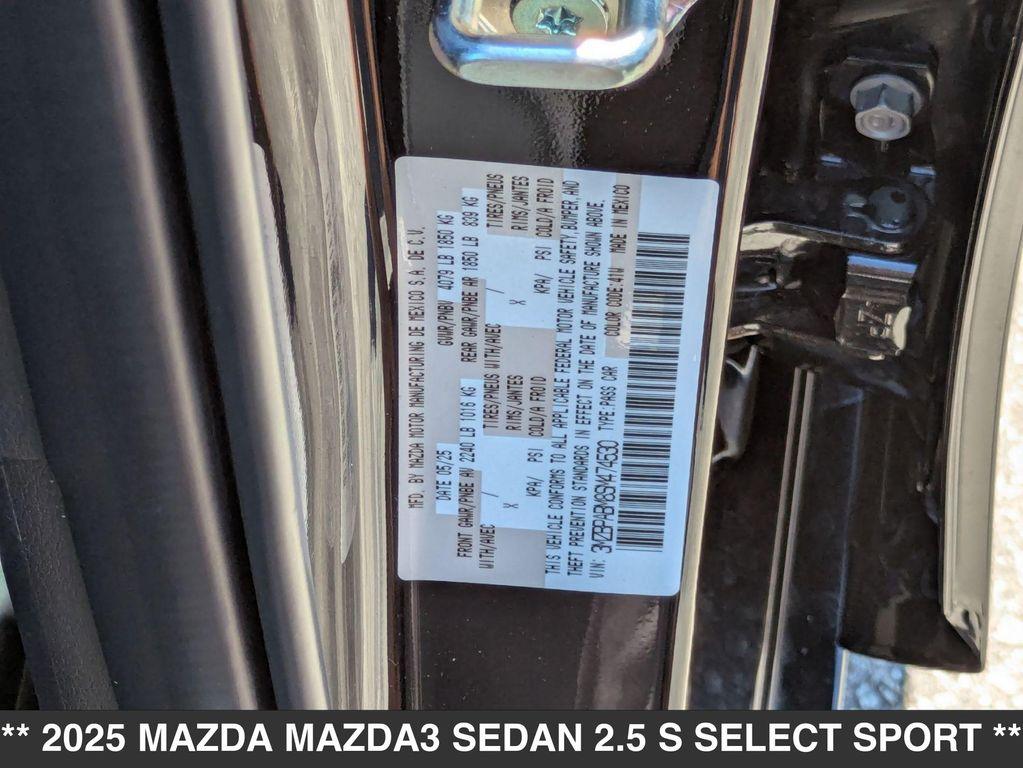 MFD. BY MAZDA MOTOR MANUFACTURING DE MEXICO S.A. DE C.V.
DATE 05/25 GVWR/PNBV 4079 LB 1850 KG
FRONT GAWR/PNBE AV 2240 LB 1016 KG REAR GAWR/PNBE AR 1850 LB 839 KG
WITH/AVEC / TIRES/PNEUS WITH/AVEC / TIRES/PNEUS
X RIMS/JANTES X RIMS/JANTES
KPA/ PSI COLD/A FROID KPA/ PSI COLD/A FROID
THIS VEHICLE CONFORMS TO ALL APPLICABLE FEDERAL MOTOR VEHICLE SAFETY, BUMPER, AND
THEFT PREVENTION STANDARDS IN EFFECT ON THE DATE OF MANUFACTURE SHOWN ABOVE.
VIN: 3MZBPABK8SM474530 TYPE:PASS CAR COLOR CODE:41W MADE IN MEXICO
** 2025 MAZDA MAZDA3 SEDAN 2.5 S SELECT SPORT **